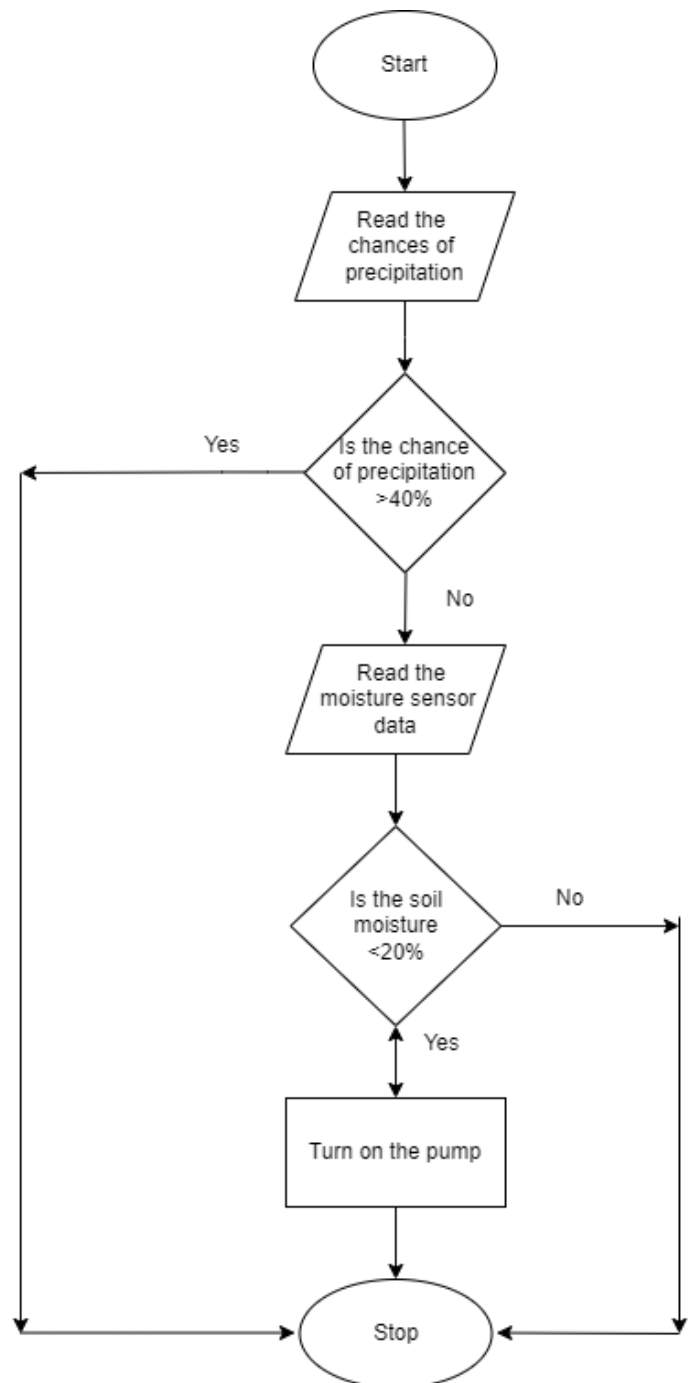 Start
Read the
chances of
precipitation
Is the chance
of precipitation
>40%
Yes
No
Read the
moisture sensor
data
Is the soil
moisture
<20%
No
Yes
Turn on the pump
Stop